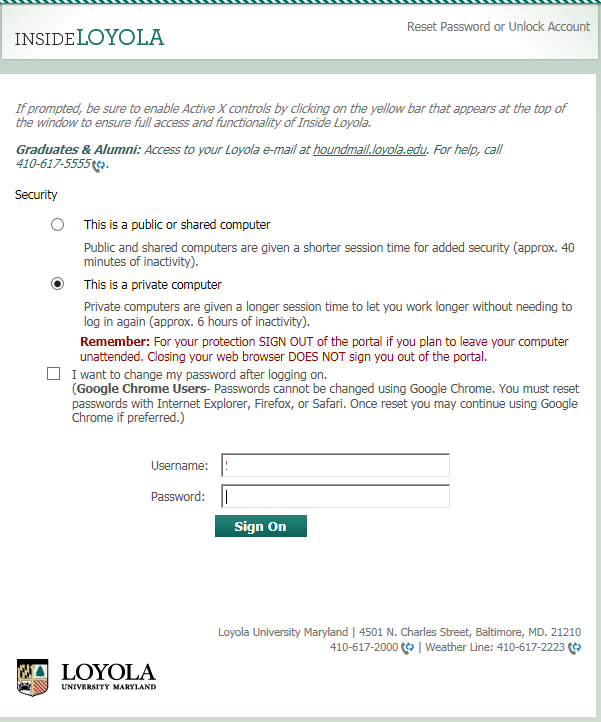 INSIDELOYOLA
Reset Password or Unlock Account
If prompted, be sure to enable Active X controls by clicking on the yellow bar that appears at the top of
the window to ensure full access and functionality of Inside Loyola.
Graduates & Alumni: Access to your Loyola e-mail at houndmail.loyola.edu. For help, call
410-617-5555.
Security
This is a public or shared computer
Public and shared computers are given a shorter session time for added security (approx. 40
minutes of inactivity).
This is a private computer
Private computers are given a longer session time to let you work longer without needing to
log in again (approx. 6 hours of inactivity).
Remember: For your protection SIGN OUT of the portal if you plan to leave your computer
unattended. Closing your web browser DOES NOT sign you out of the portal.
I want to change my password after logging on.
(Google Chrome Users- Passwords cannot be changed using Google Chrome. You must reset
passwords with Internet Explorer, Firefox, or Safari. Once reset you may continue using Google
Chrome if preferred.)
Username:
Password:
Sign On
Loyola University Maryland | 4501 N. Charles Street, Baltimore, MD. 21210
410-617-2000 | Weather Line: 410-617-2223
LOYOLA
UNIVERSITY MARYLAND